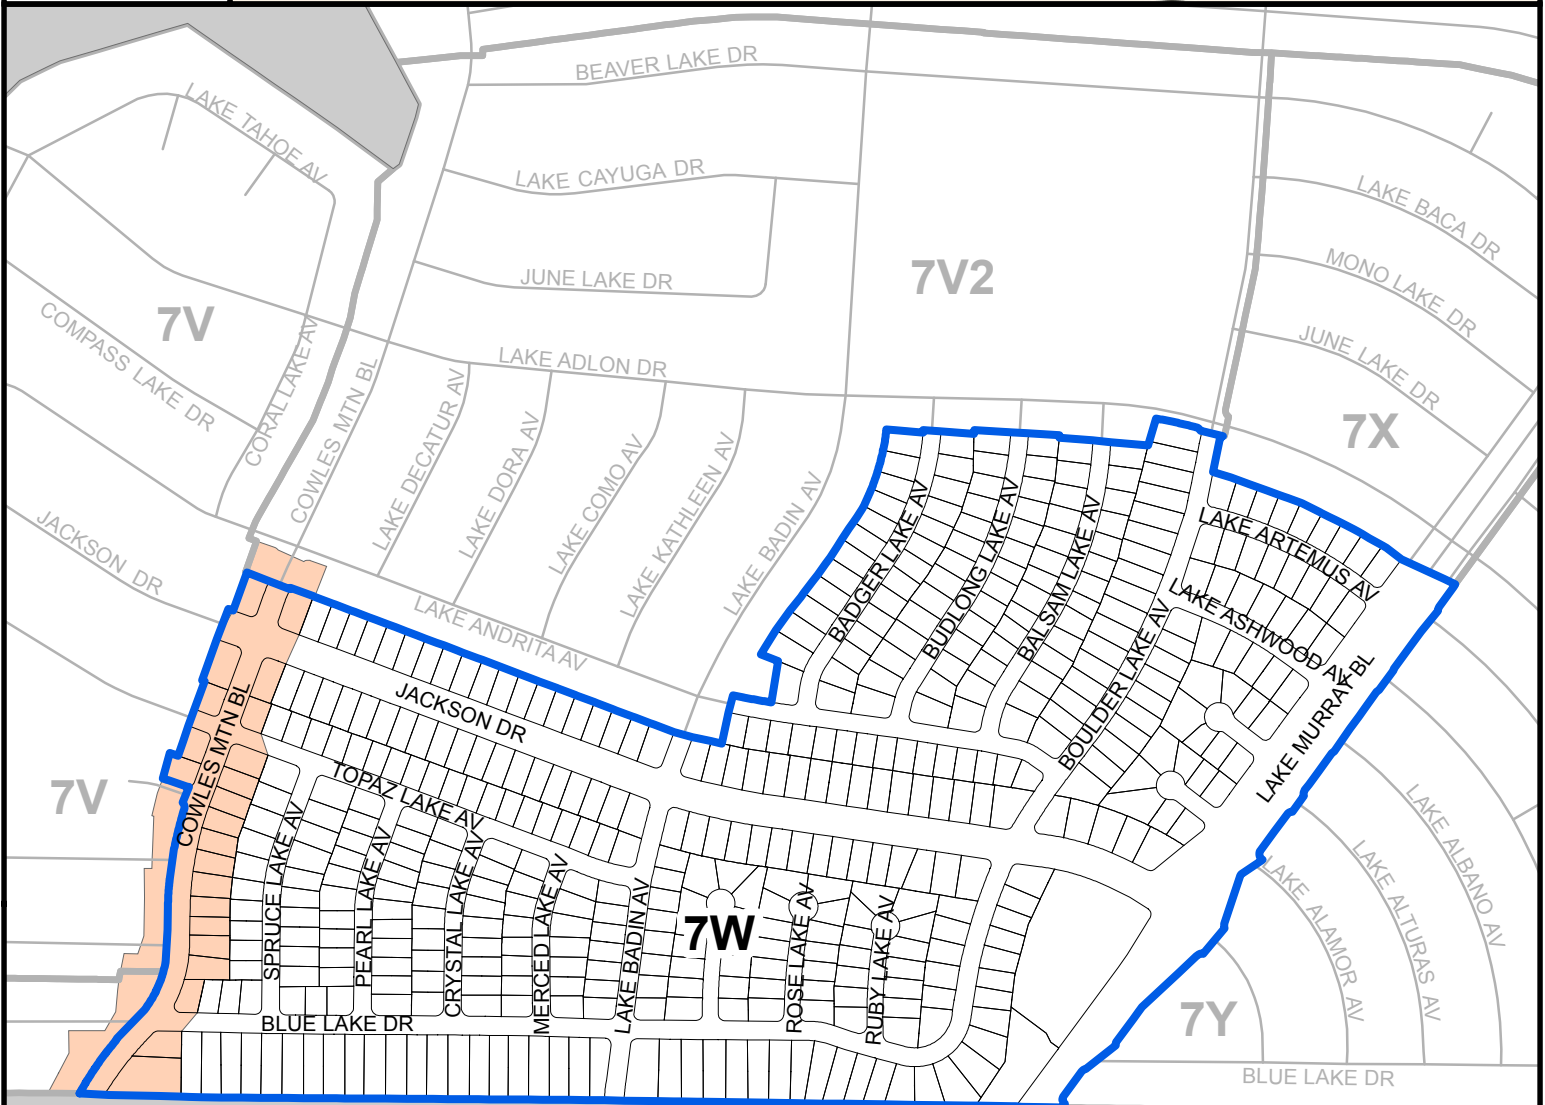 BEAVER LAKE DR
LAKE TAHOE AV
LAKE CAYUGA DR
LAKE BACA DR
7V2
MONO LAKE DR
JUNE LAKE DR
7V
COMPASS LAKE DR
CORAL LAKE AV
COWLES MTN BL
LAKE ADLON DR
JUNE LAKE DR
7X
LAKE DECATUR AV
LAKE DORA AV
LAKE COMO AV
LAKE KATHLEEN AV
LAKE BADIN AV
JACKSON DR
LAKE ANDRITA AV
BADGER LAKE AV
BUDLONG LAKE AV
BALSAM LAKE AV
BOULDER LAKE AV
LAKE ARTEMUS AV
LAKE ASHWOOD AV
LAKE MURRAY BL
JACKSON DR
COWLES MTN BL
7V
TOPAZ LAKE AV
SPRUCE LAKE AV
PEARL LAKE AV
CRYSTAL LAKE AV
MERCED LAKE AV
LAKE BADIN AV
7W
ROSE LAKE AV
RUBY LAKE AV
LAKE ALBANO AV
LAKE ALTURAS AV
LAKE ALAMOR AV
7Y
BLUE LAKE DR
BLUE LAKE DR